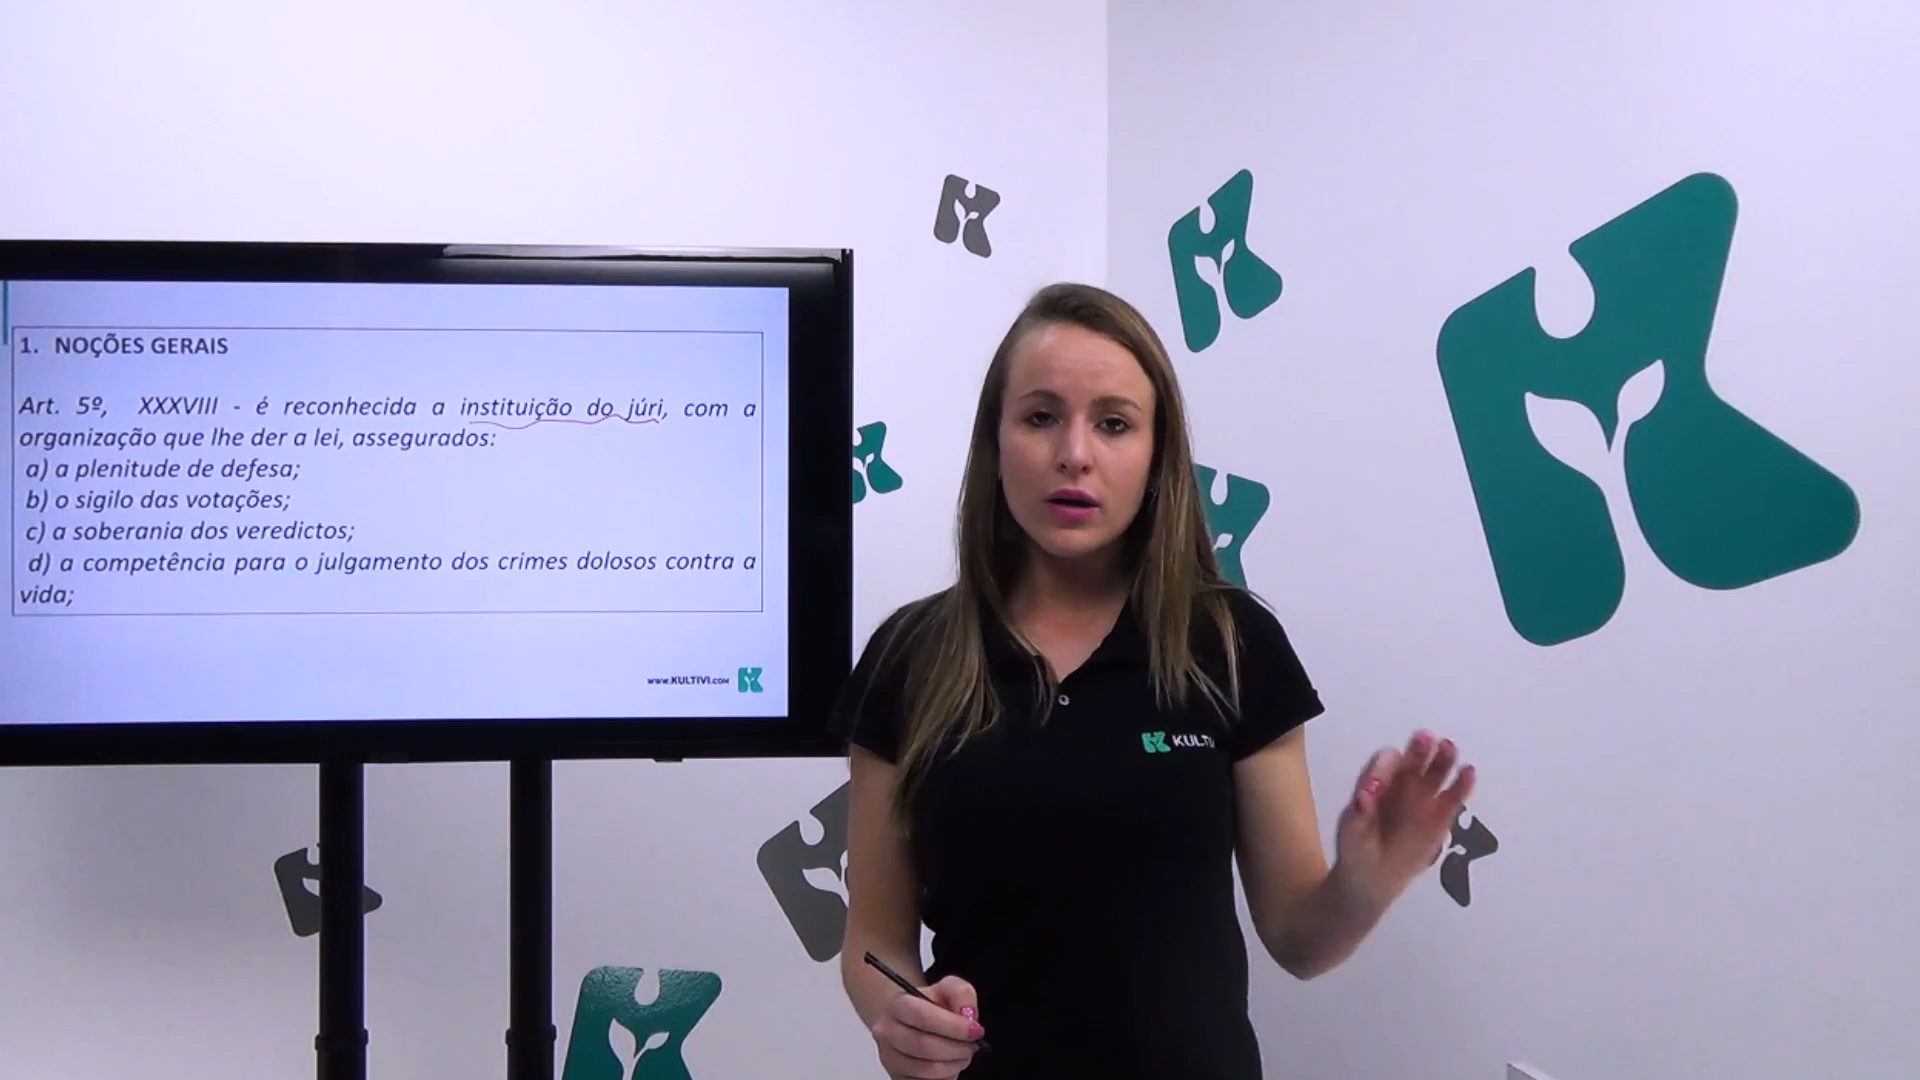 1. NOÇÕES GERAIS
Art. 5º, XXXVIII - é reconhecida a instituição do júri, com a
organização que lhe der a lei, assegurados:
a) a plenitude de defesa;
b) o sigilo das votações;
c) a soberania dos veredictos;
d) a competência para o julgamento dos crimes dolosos contra a
vida;
www.KULTIVI.COM
KULTI